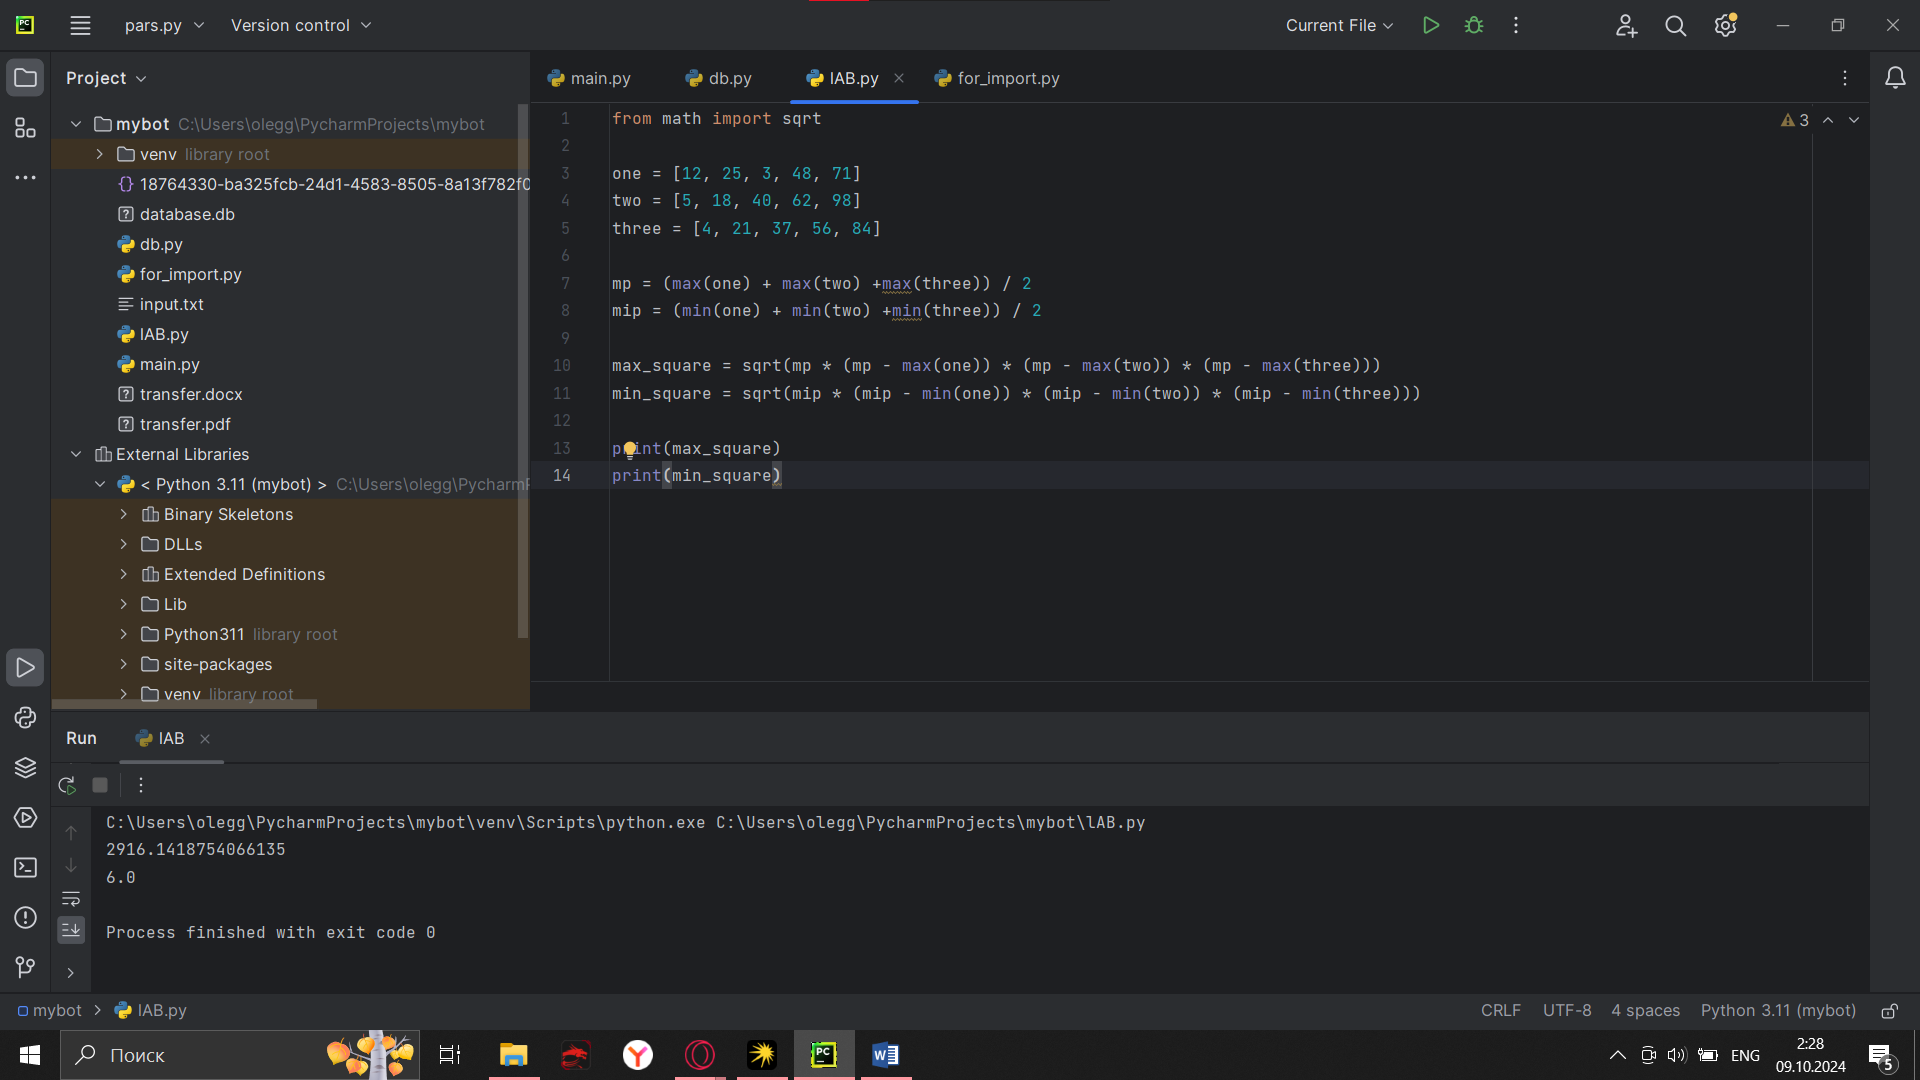 pars.py
Version control
Current File
Project
main.py
db.py
lAB.py
for_import.py
mybot C:\Users\olegg\PycharmProjects\mybot
venv library root
18764330-ba325fcb-24d1-4583-8505-8a13f782f0
database.db
db.py
for_import.py
input.txt
lAB.py
main.py
transfer.docx
transfer.pdf
External Libraries
< Python 3.11 (mybot) > C:\Users\olegg\PycharmP
Binary Skeletons
DLLs
Extended Definitions
Lib
Python311 library root
site-packages
venv library root
3
1 from math import sqrt
2
3 one = [12, 25, 3, 48, 71]
4 two = [5, 18, 40, 62, 98]
5 three = [4, 21, 37, 56, 84]
6
7 mp = (max(one) + max(two) +max(three)) / 2
8 mip = (min(one) + min(two) +min(three)) / 2
9
10 max_square = sqrt(mp * (mp - max(one)) * (mp - max(two)) * (mp - max(three)))
11 min_square = sqrt(mip * (mip - min(one)) * (mip - min(two)) * (mip - min(three)))
12
13 print(max_square)
14 print(min_square)
Run
lAB
C:\Users\olegg\PycharmProjects\mybot\venv\Scripts\python.exe C:\Users\olegg\PycharmProjects\mybot\lAB.py
2916.1418754066135
6.0
Process finished with exit code 0
mybot > lAB.py
CRLF
UTF-8
4 spaces
Python 3.11 (mybot)
Поиск
ENG
2:28
09.10.2024
5